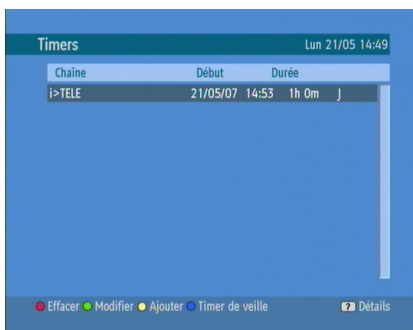 Timers Lun 21/05 14:49
Chaîne Début Durée
i>TELE 21/05/07 14:53 1h 0m J
Effacer Modifier Ajouter Timer de veille ? Détails